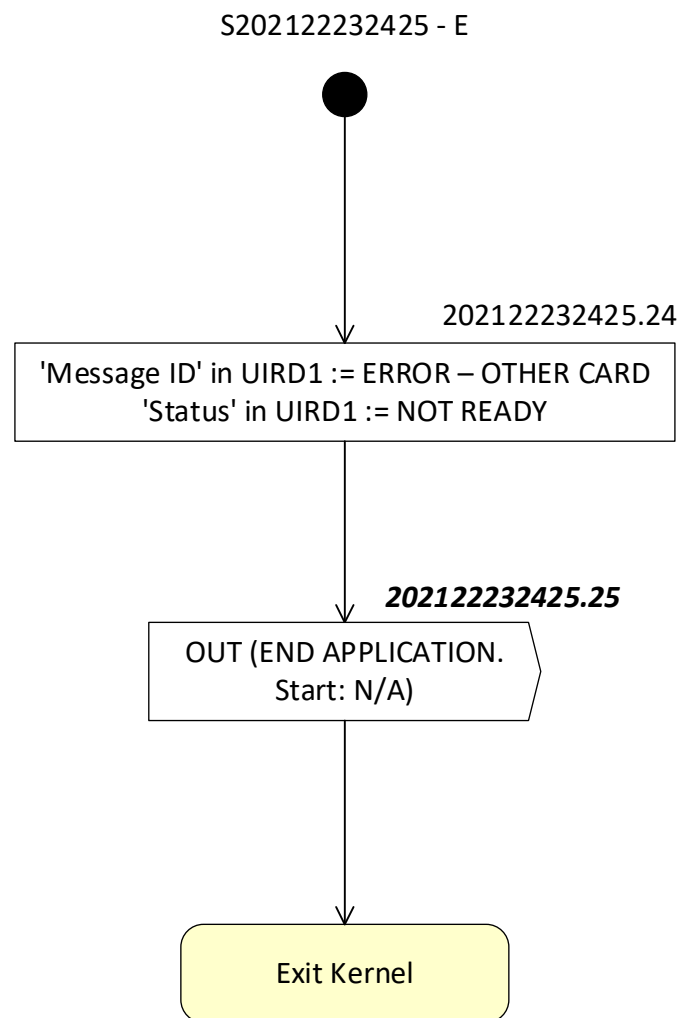 S202122232425 - E
202122232425.24
'Message ID' in UIRD1 := ERROR – OTHER CARD
'Status' in UIRD1 := NOT READY
202122232425.25
OUT (END APPLICATION.
Start: N/A)
Exit Kernel